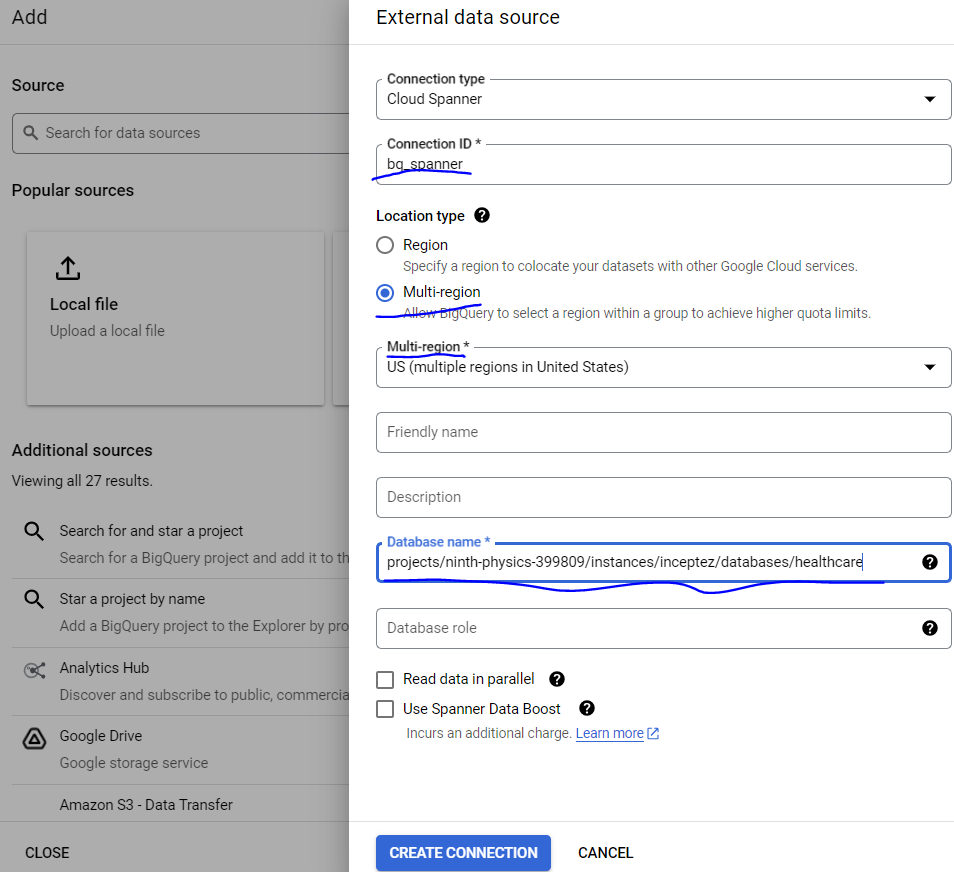 Add
Source
Search for data sources
Popular sources
Local file
Upload a local file
Additional sources
Viewing all 27 results.
Search for and star a project
Search for a BigQuery project and add it to th
Star a project by name
Add a BigQuery project to the Explorer by pro
Analytics Hub
Discover and subscribe to public, commercia
Google Drive
Google storage service
Amazon S3 - Data Transfer
CLOSE
External data source
Connection type
Cloud Spanner
Connection ID *
bq_spanner
Location type
Region
Specify a region to colocate your datasets with other Google Cloud services.
Multi-region
Allow BigQuery to select a region within a group to achieve higher quota limits.
Multi-region *
US (multiple regions in United States)
Friendly name
Description
Database name *
projects/ninth-physics-399809/instances/inceptez/databases/healthcare
Database role
Read data in parallel
Use Spanner Data Boost
Incurs an additional charge. Learn more
CREATE CONNECTION
CANCEL